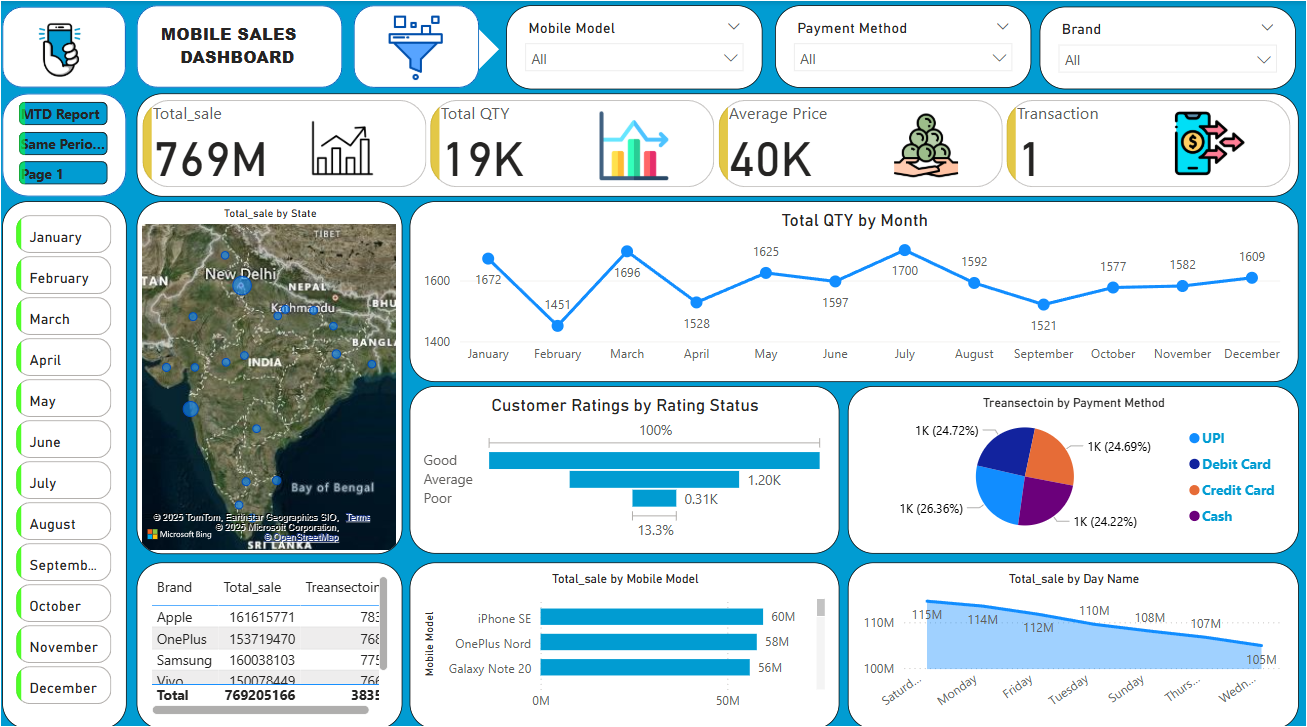 MOBILE SALES
DASHBOARD
Mobile Model
All
Payment Method
All
Brand
All
MTD Report
Same Perio...
Page 1
Total_sale
769M
Total QTY
19K
Average Price
40K
Transaction
1
January
February
March
April
May
June
July
August
Septemb...
October
November
December
Total_sale by State
TIBET
TAN
New Delhi
NEPAL
Kathmandu
BHU
BANGL
INDIA
Bay of Bengal
© 2025 TomTom, Earthstar Geographics SIO, Terms
© 2025 Microsoft Corporation,
© OpenStreetMap
Microsoft Bing
SRI LANKA
Total QTY by Month
1600
1400
1672
1451
1696
1528
1625
1597
1700
1592
1521
1577
1582
1609
January February March April May June July August September October November December
Customer Ratings by Rating Status
100%
Good
Average 1.20K
Poor 0.31K
13.3%
Treansectoin by Payment Method
1K (24.72%)
1K (24.69%)
1K (26.36%)
1K (24.22%)
UPI
Debit Card
Credit Card
Cash
Brand Total_sale Treansectoin
Apple 161615771 783
OnePlus 153719470 768
Samsung 160038103 775
Vivo 150078449 766
Total 769205166 3835
Total_sale by Mobile Model
Mobile Model
iPhone SE 60M
OnePlus Nord 58M
Galaxy Note 20 56M
0M 50M
Total_sale by Day Name
110M
100M
115M
114M
112M
110M
108M
107M
105M
Saturd... Monday Friday Tuesday Sunday Thurs... Wedn...